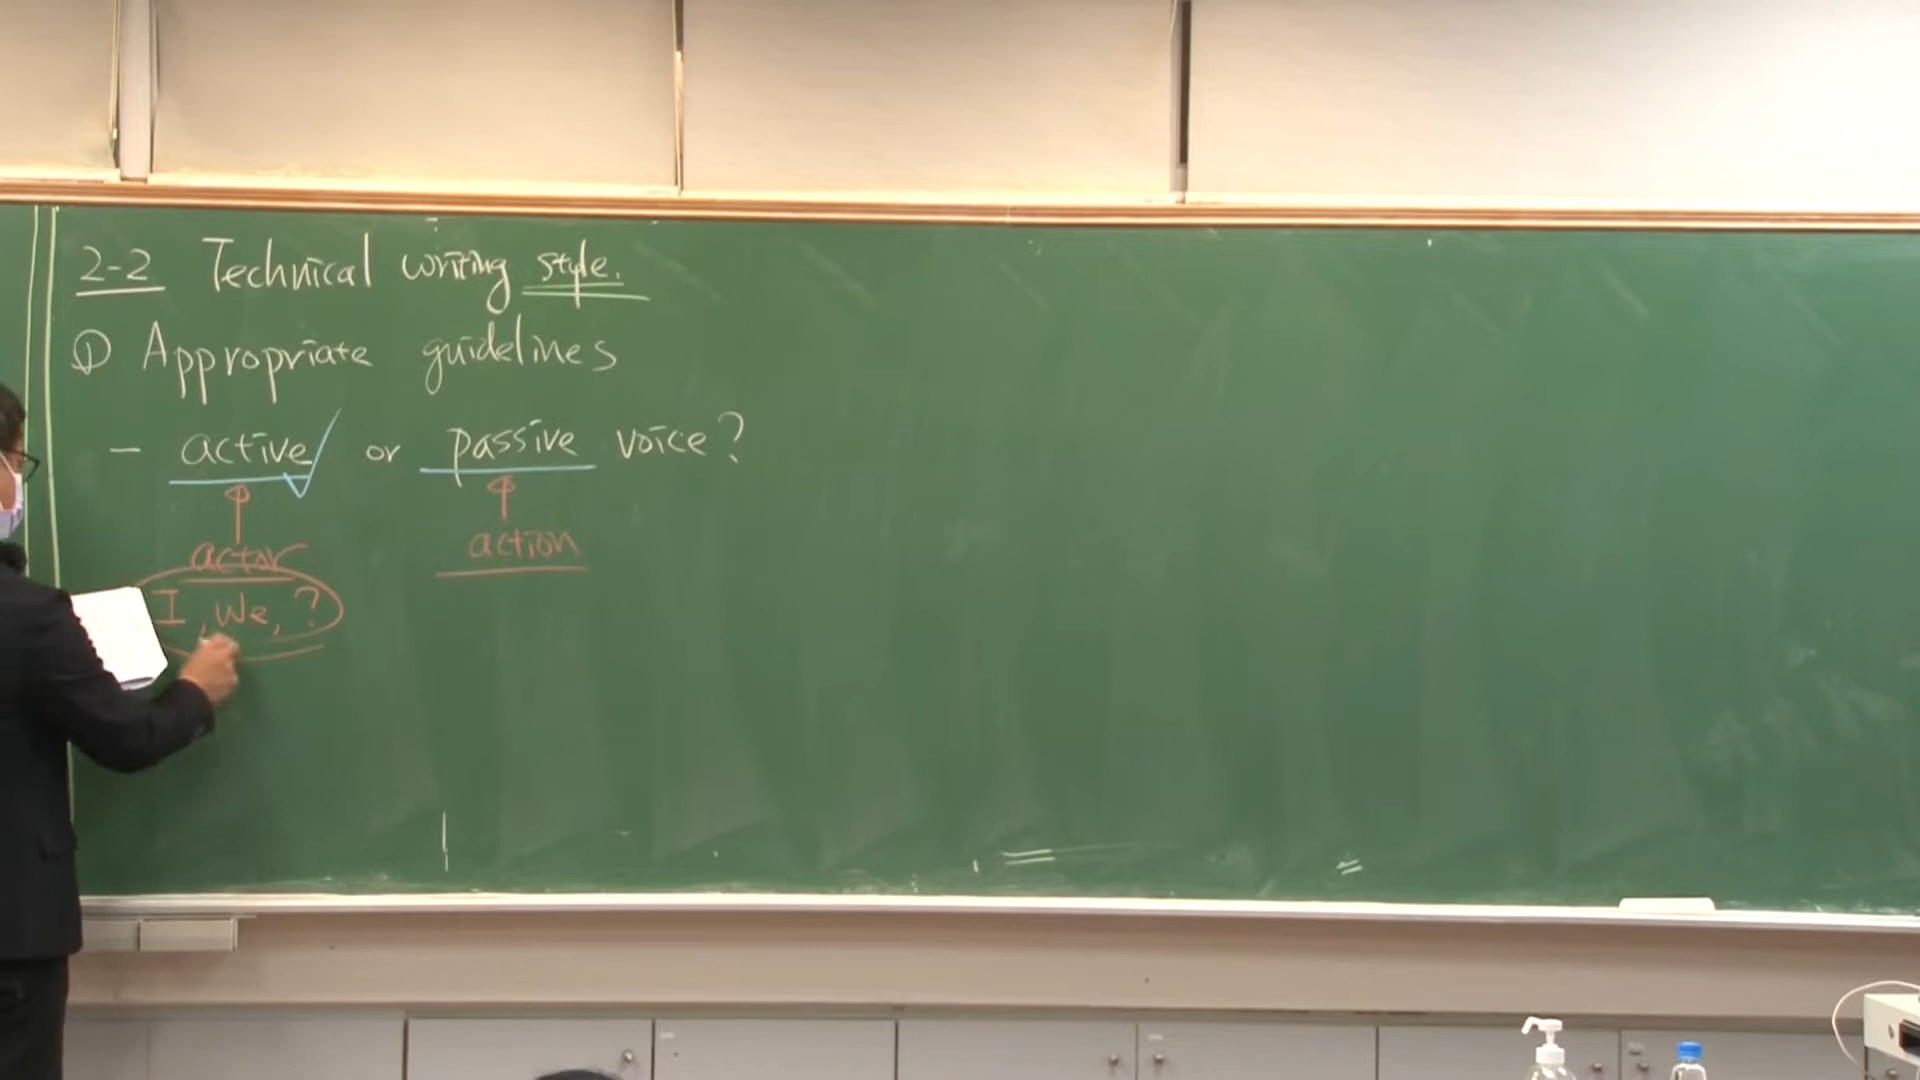 2-2 Technical writing style.
① Appropriate guidelines
- active ✓ or passive voice?
actor action
I, We, ?